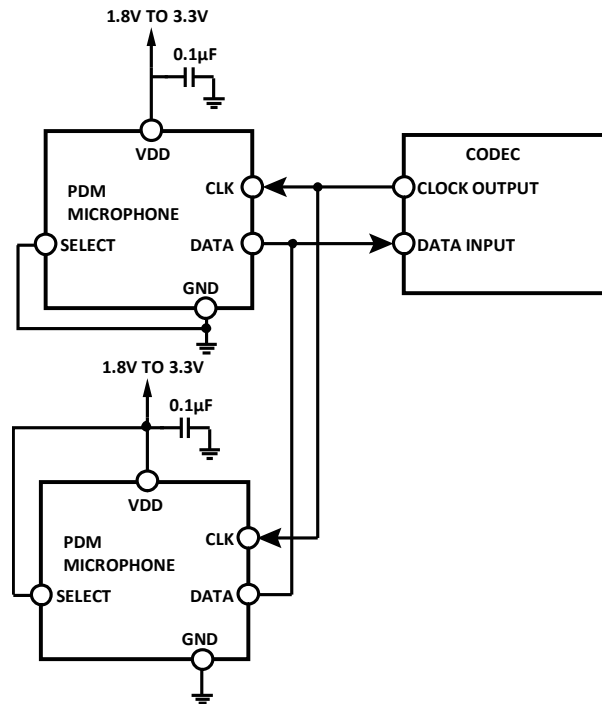 1.8V TO 3.3V
0.1µF
VDD
CODEC
PDM
MICROPHONE
CLK
CLOCK OUTPUT
SELECT
DATA
DATA INPUT
GND
1.8V TO 3.3V
0.1µF
VDD
PDM
MICROPHONE
CLK
SELECT
DATA
GND